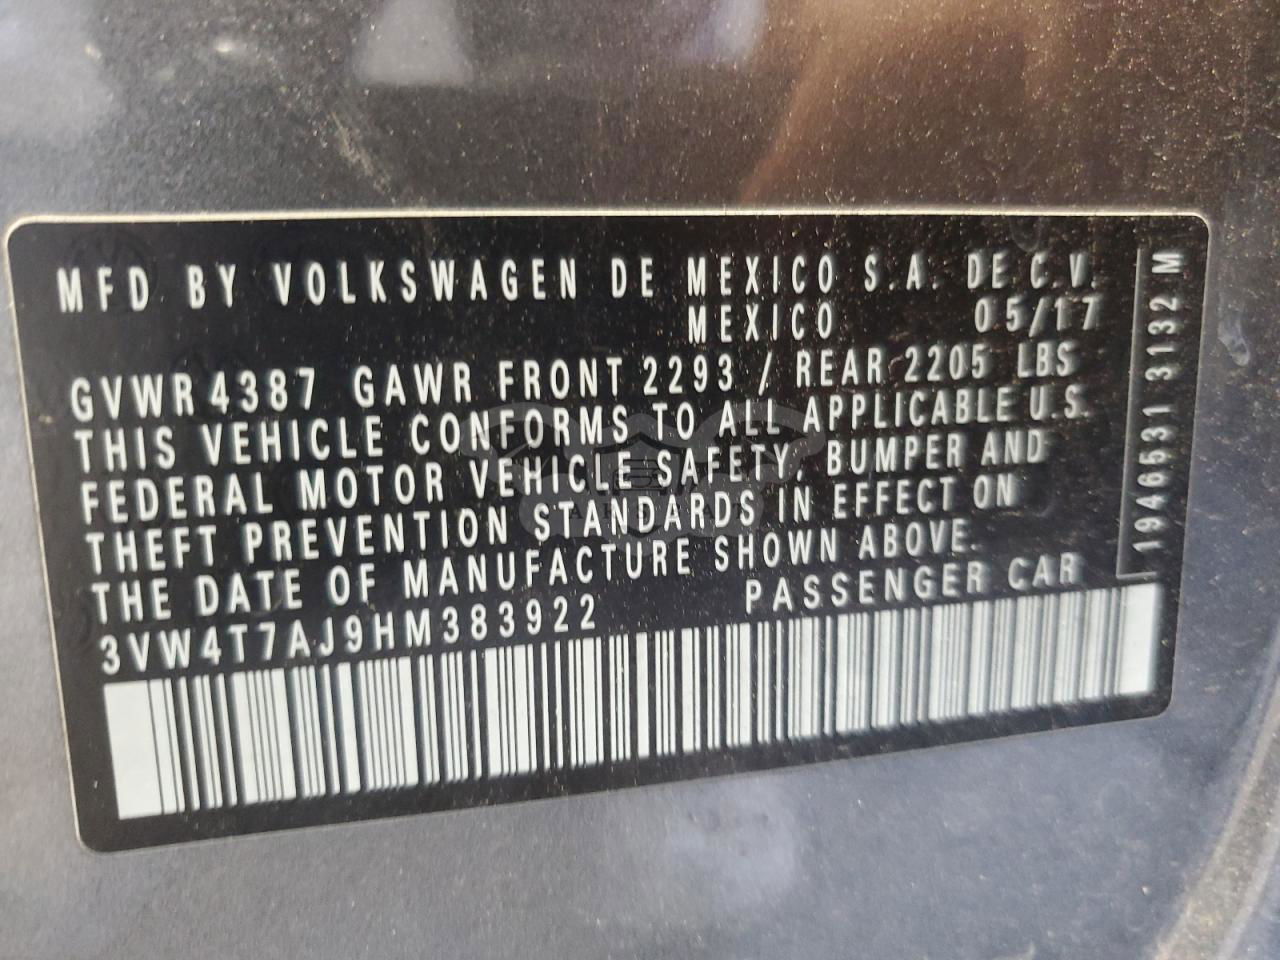 MFD BY VOLKSWAGEN DE MEXICO S.A. DE C.V.
MEXICO 05/17
GVWR 4387 GAWR FRONT 2293 / REAR 2205 LBS
THIS VEHICLE CONFORMS TO ALL APPLICABLE U.S.
FEDERAL MOTOR VEHICLE SAFETY, BUMPER AND
THEFT PREVENTION STANDARDS IN EFFECT ON
THE DATE OF MANUFACTURE SHOWN ABOVE.
3VW4T7AJ9HM383922 PASSENGER CAR
1946531 3132 M